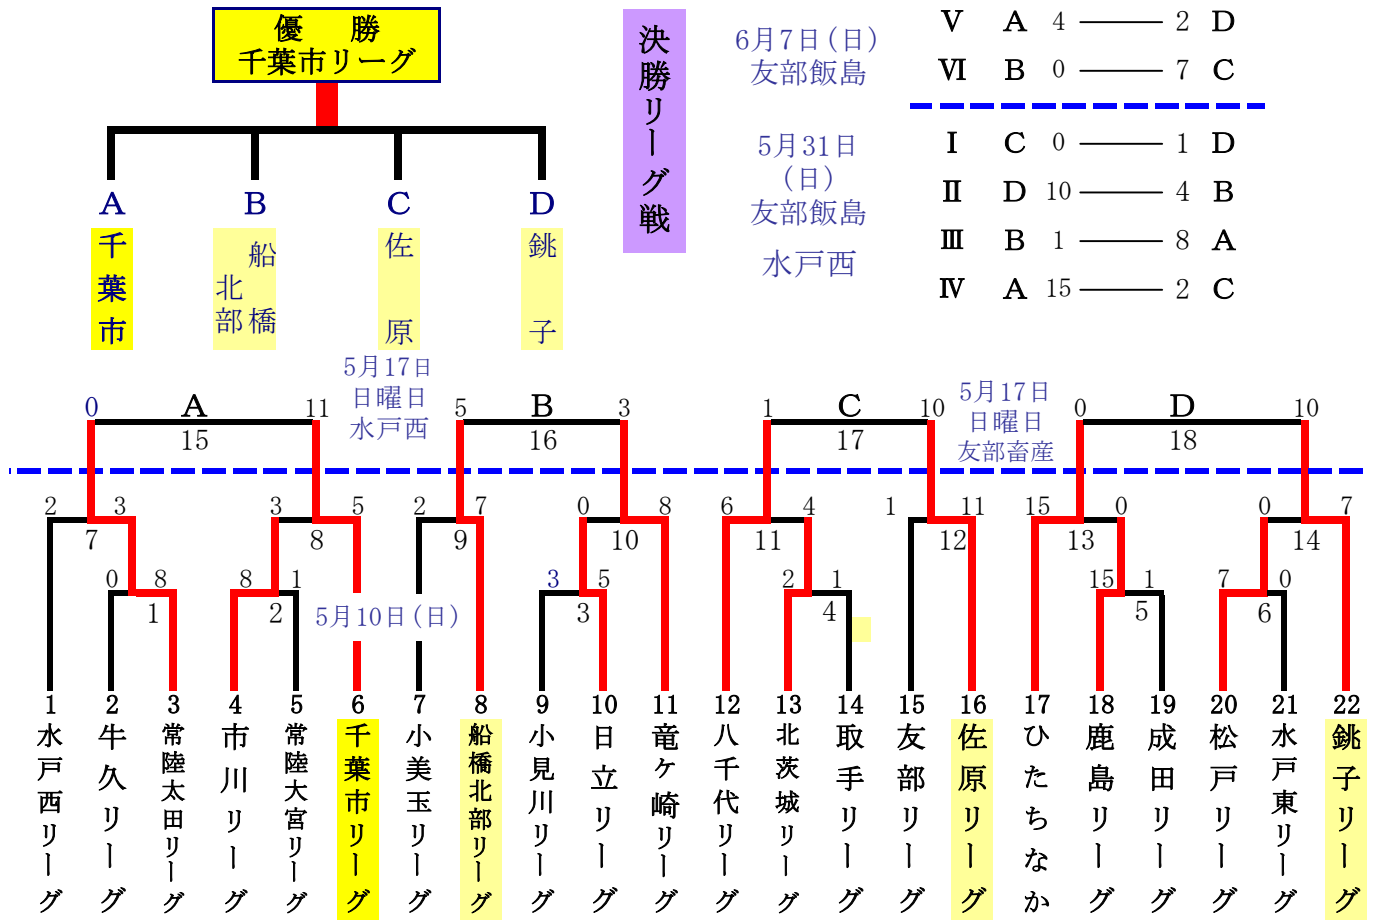 優 勝
千葉市リーグ
A
B
C
D
千葉市
船橋
北部
佐原
銚子
決勝リーグ戦
6月7日(日)
友部飯島
5月31日
(日)
友部飯島
水戸西
Ⅴ A 4 2 D
Ⅵ B 0 7 C
Ⅰ C 0 1 D
Ⅱ D 10 4 B
Ⅲ B 1 8 A
Ⅳ A 15 2 C
5月17日
日曜日
水戸西
5月17日
日曜日
友部畜産
0 A 11 5 B 3 1 C 10 0 D 10
15 16 17 18
2 3 3 5 2 7 0 8 6 4 1 11 15 0 0 7
7 8 9 10 11 12 13 14
0 8 8 1 3 5 2 1 15 1 7 0
1 2 3 4 5 6
5月10日(日)
1 2 3 4 5 6 7 8 9 10 11 12 13 14 15 16 17 18 19 20 21 22
水戸西リーグ
牛久リーグ
常陸太田リーグ
市川リーグ
常陸大宮リーグ
千葉市リーグ
小美玉リーグ
船橋北部リーグ
小見川リーグ
日立リーグ
竜ケ崎リーグ
八千代リーグ
北茨城リーグ
取手リーグ
友部リーグ
佐原リーグ
ひたちなか
鹿島リーグ
成田リーグ
松戸リーグ
水戸東リーグ
銚子リーグ